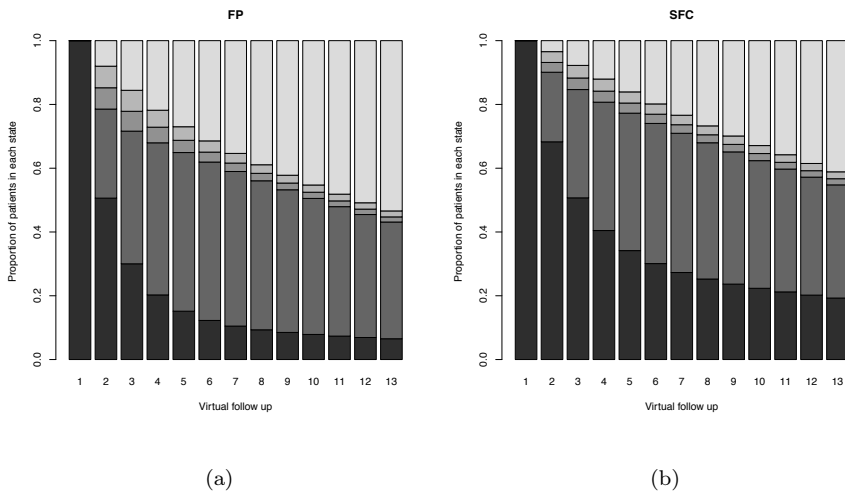 FP
Proportion of patients in each state
1.0
0.8
0.6
0.4
0.2
0.0
1 2 3 4 5 6 7 8 9 10 11 12 13
Virtual follow up
(a)
SFC
Proportion of patients in each state
1.0
0.8
0.6
0.4
0.2
0.0
1 2 3 4 5 6 7 8 9 10 11 12 13
Virtual follow up
(b)